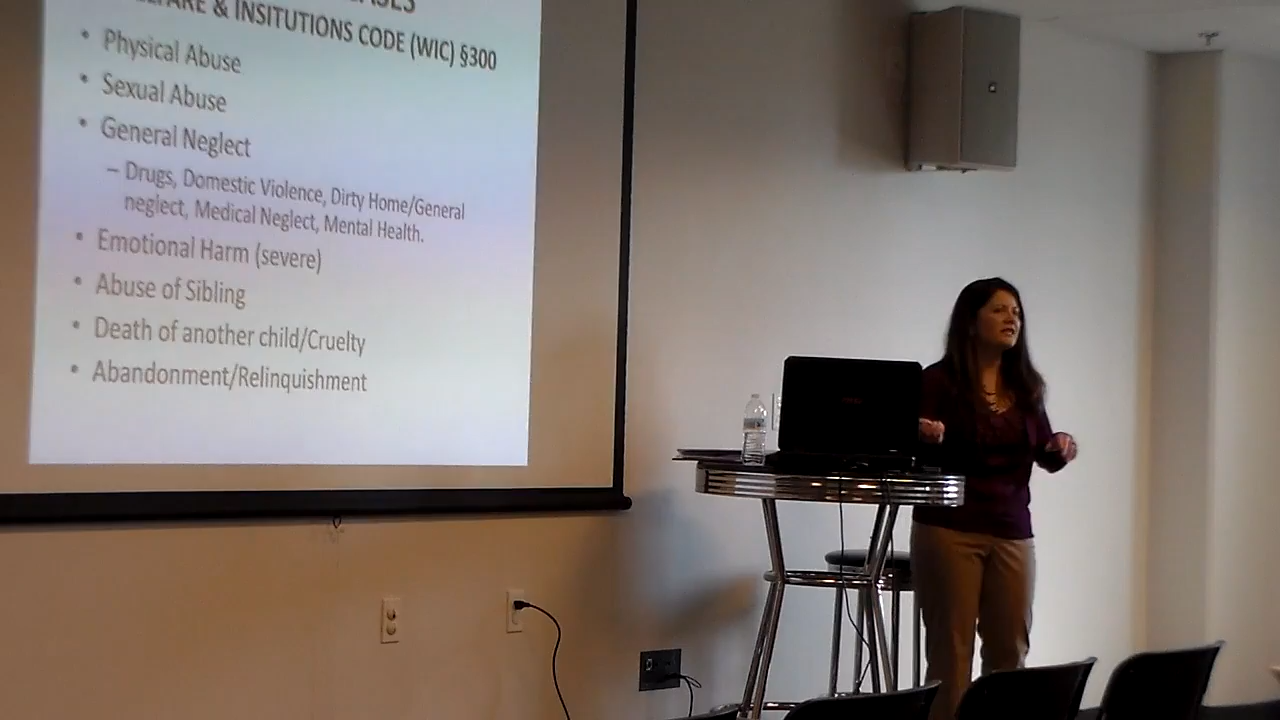 WELFARE & INSITUTIONS CODE (WIC) §300
• Physical Abuse
• Sexual Abuse
• General Neglect
– Drugs, Domestic Violence, Dirty Home/General
neglect, Medical Neglect, Mental Health.
• Emotional Harm (severe)
• Abuse of Sibling
• Death of another child/Cruelty
• Abandonment/Relinquishment